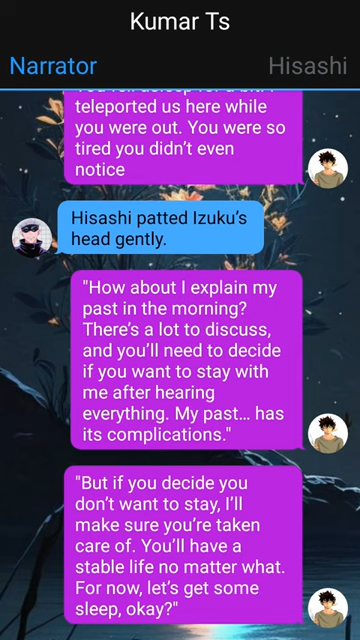 Kumar Ts
Narrator
Hisashi
teleported us here while
you were out. You were so
tired you didn’t even
notice
Hisashi patted Izuku’s
head gently.
"How about I explain my
past in the morning?
There’s a lot to discuss,
and you’ll need to decide
if you want to stay with
me after hearing
everything. My past… has
its complications."
"But if you decide you
don’t want to stay, I’ll
make sure you’re taken
care of. You’ll have a
stable life no matter what.
For now, let’s get some
sleep, okay?"